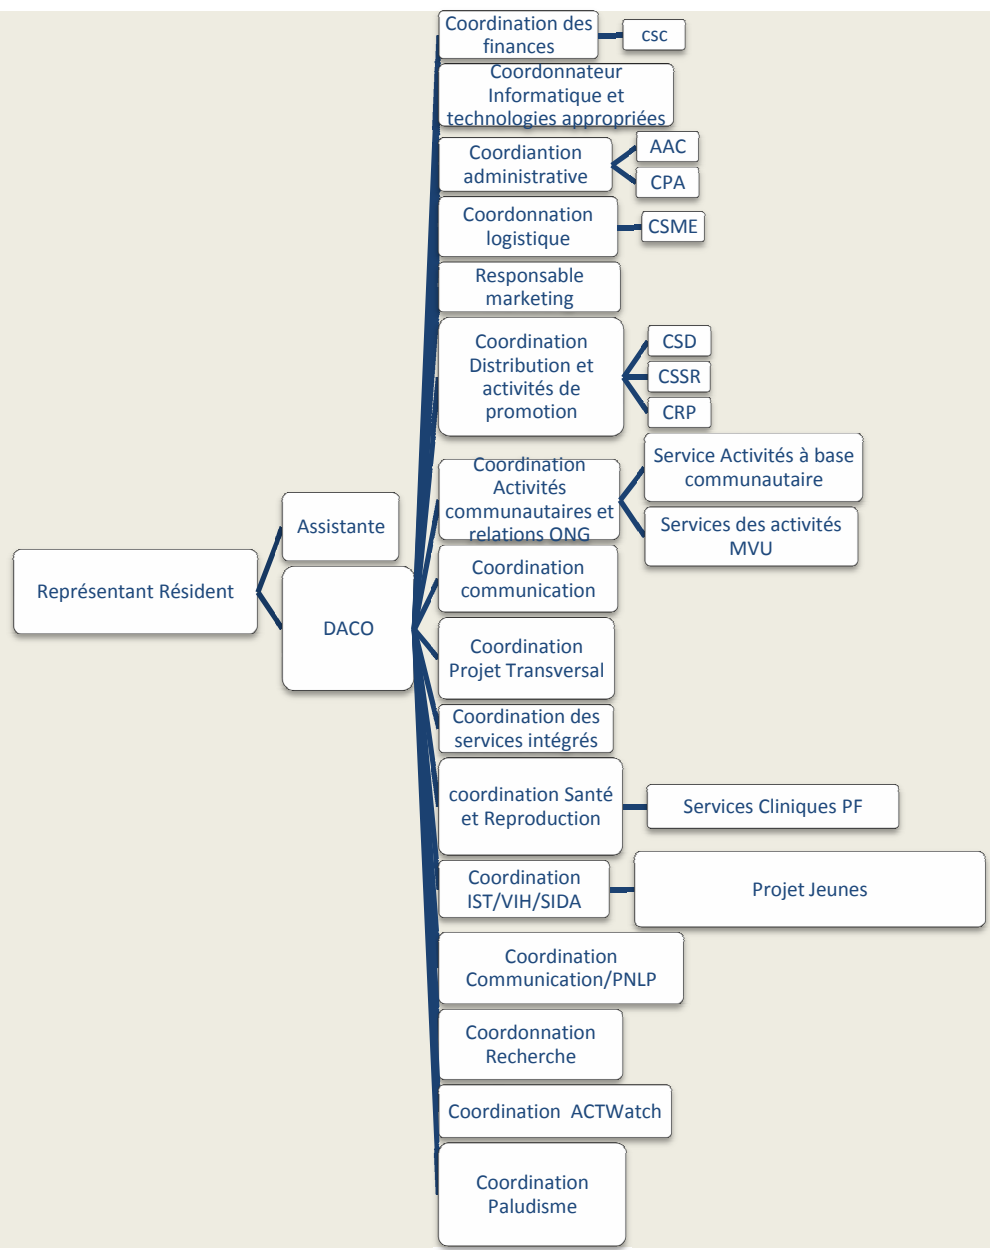 Représentant Résident
Assistante
DACO
Coordination des
finances
csc
Coordonnateur
Informatique et
technologies appropriées
Coordiantion
administrative
AAC
CPA
Coordonnation
logistique
CSME
Responsable
marketing
Coordination
Distribution et
activités de
promotion
CSD
CSSR
CRP
Coordination
Activités
communautaires et
relations ONG
Service Activités à base
communautaire
Services des activités
MVU
Coordination
communication
Coordination
Projet Transversal
Coordination des
services intégrés
coordination Santé
et Reproduction
Services Cliniques PF
Coordination
IST/VIH/SIDA
Projet Jeunes
Coordination
Communication/PNLP
Coordonnation
Recherche
Coordination  ACTWatch
Coordination
Paludisme